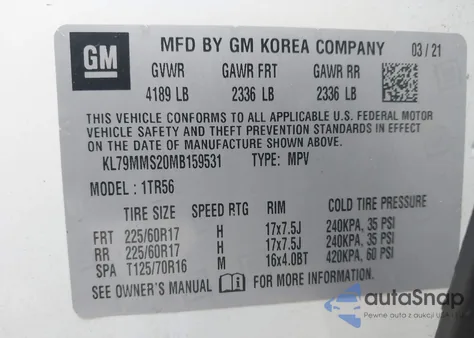 GM MFD BY GM KOREA COMPANY 03/21
GVWR GAWR FRT GAWR RR
4189 LB 2336 LB 2336 LB
THIS VEHICLE CONFORMS TO ALL APPLICABLE U.S. FEDERAL MOTOR
VEHICLE SAFETY AND THEFT PREVENTION STANDARDS IN EFFECT ON
THE DATE OF MANUFACTURE SHOWN ABOVE.
KL79MMS20MB159531 TYPE: MPV
MODEL: 1TR56
TIRE SIZE SPEED RTG RIM COLD TIRE PRESSURE
FRT 225/60R17 H 17x7.5J 240KPA, 35 PSI
RR 225/60R17 H 17x7.5J 240KPA, 35 PSI
SPA T125/70R16 M 16x4.0BT 420KPA, 60 PSI
SEE OWNER'S MANUAL FOR MORE INFORMATION
autoSnap
Pewne auto z aukcji USA